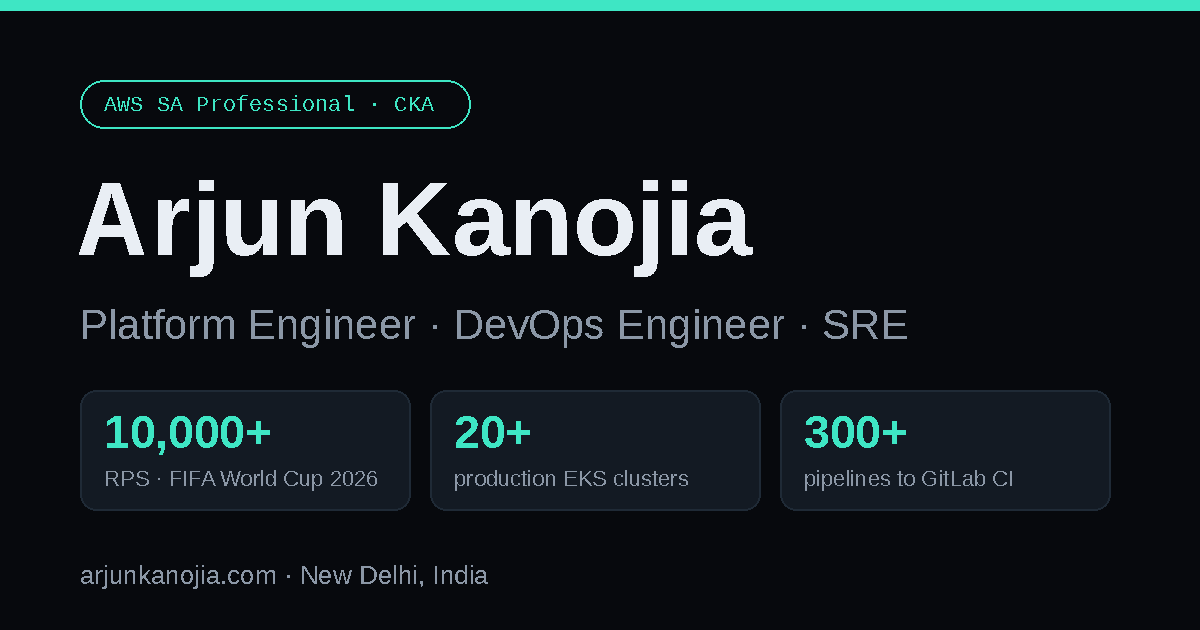 AWS SA Professional · CKA
Arjun Kanojia
Platform Engineer · DevOps Engineer · SRE
10,000+
RPS · FIFA World Cup 2026
20+
production EKS clusters
300+
pipelines to GitLab CI
arjunkanojia.com · New Delhi, India